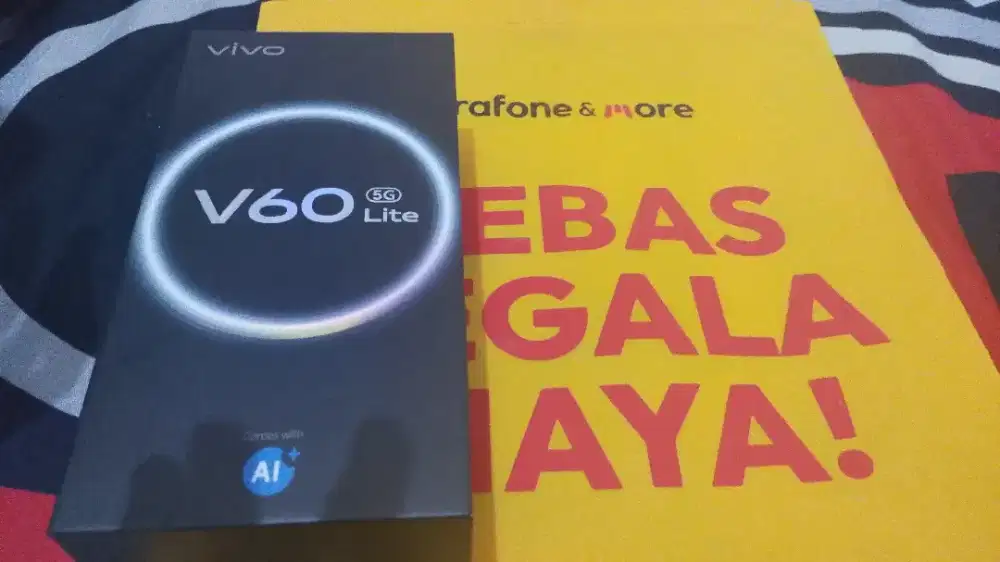 vivo
V60 5G Lite
Comes with
AI
rafone & more
EBAS
EGALA
AYA!